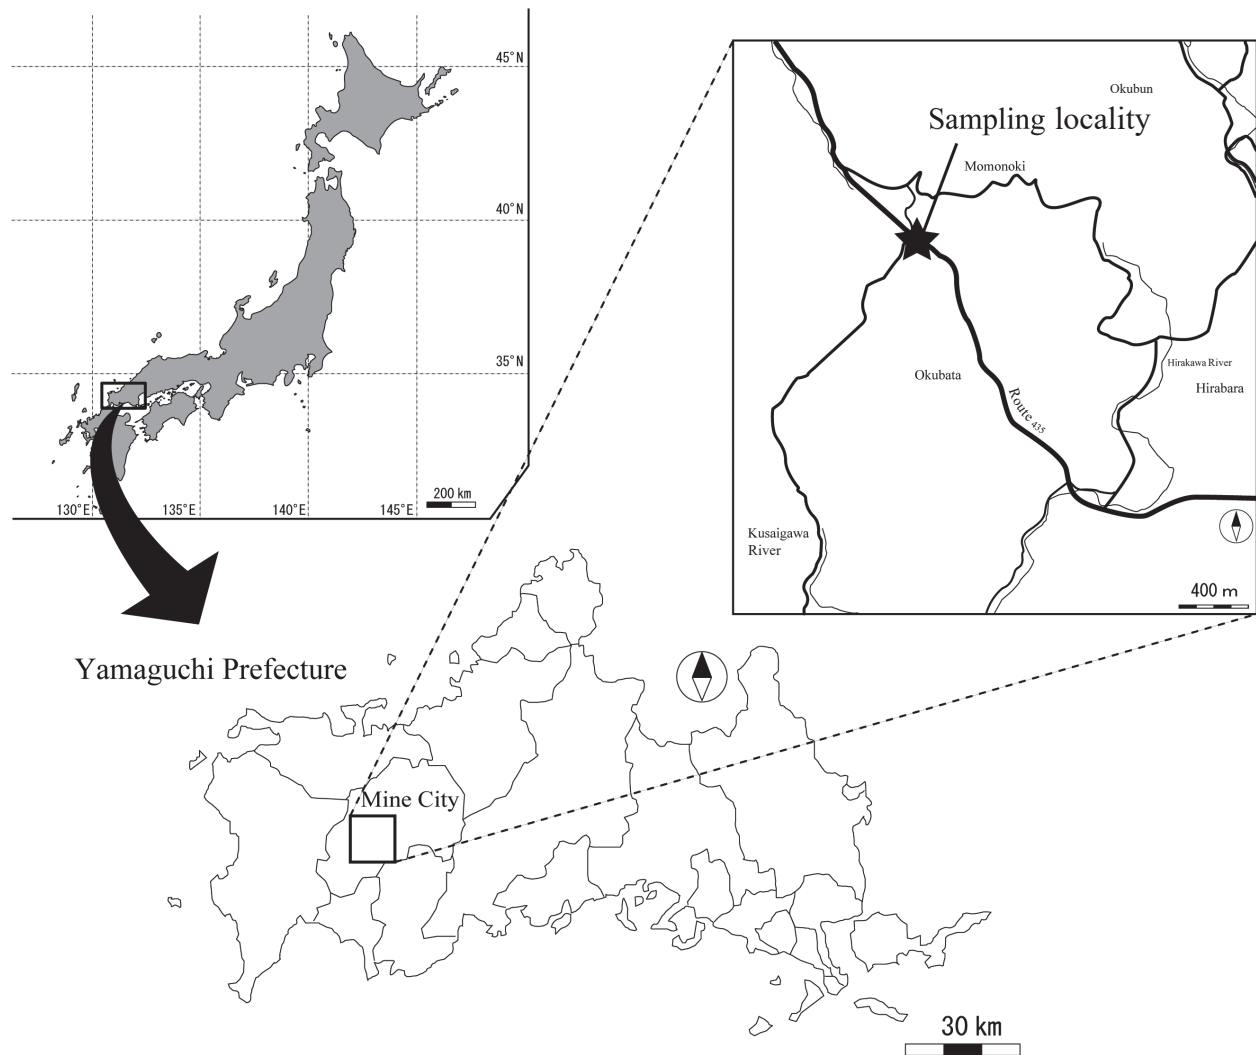 45°N
40°N
35°N
130°E
135°E
140°E
145°E
200 km
Okubun
Sampling locality
Momonoki
Hirakawa River
Hirabara
Okubata
Route 435
Kusaigawa
River
400 m
Yamaguchi Prefecture
Mine City
30 km